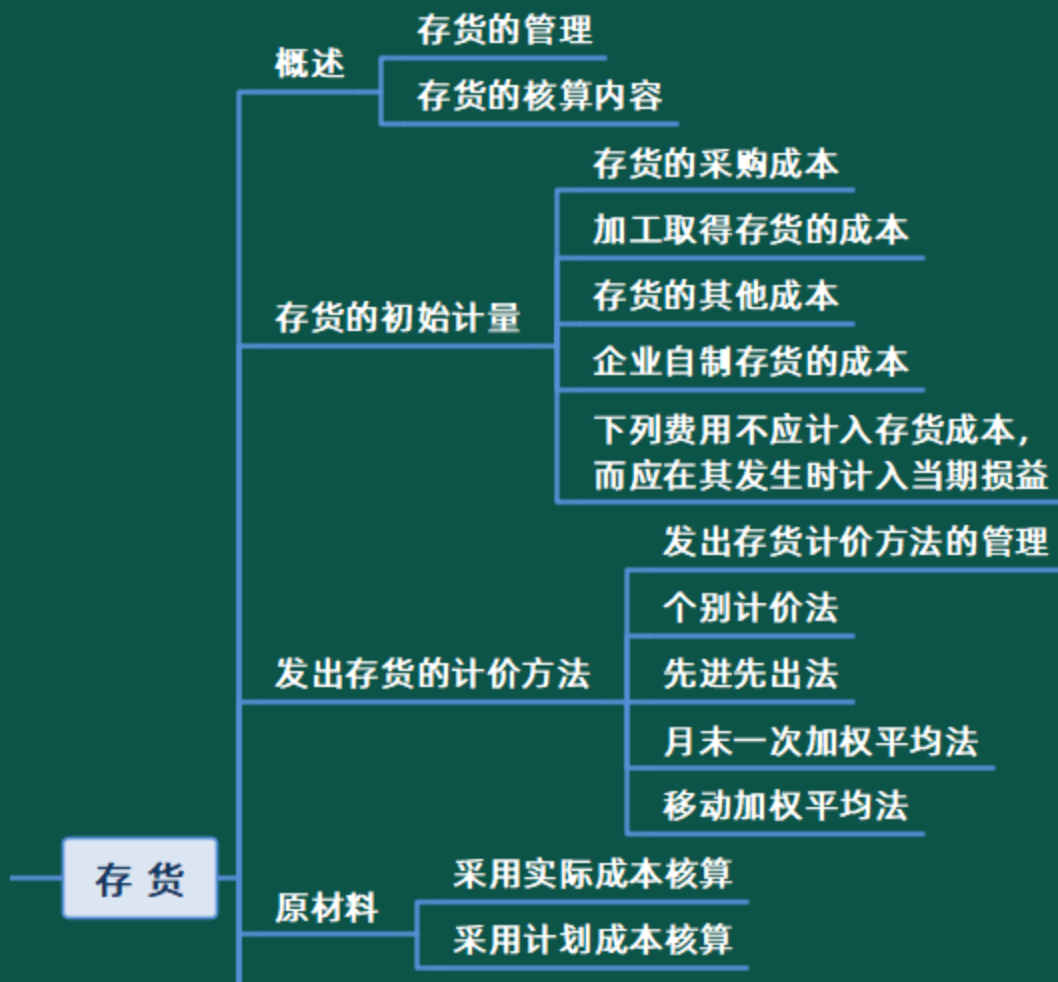 存货的管理
概述
存货的核算内容
存货的采购成本
加工取得存货的成本
存货的其他成本
存货的初始计量
企业自制存货的成本
下列费用不应计入存货成本，
而应在其发生时计入当期损益
发出存货计价方法的管理
个别计价法
发出存货的计价方法
先进先出法
月末一次加权平均法
移动加权平均法
存货
采用实际成本核算
原材料
采用计划成本核算